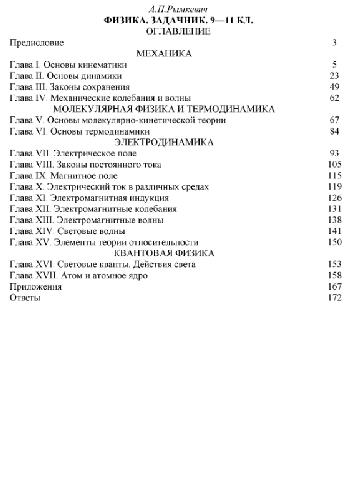 А.П.Рымкевич
ФИЗИКА. ЗАДАЧНИК. 9—11 КЛ.
ОГЛАВЛЕНИЕ
Предисловие 3
МЕХАНИКА
Глава I. Основы кинематики 5
Глава II. Основы динамики 23
Глава III. Законы сохранения 49
Глава IV. Механические колебания и волны 62
МОЛЕКУЛЯРНАЯ ФИЗИКА И ТЕРМОДИНАМИКА
Глава V. Основы молекулярно-кинетической теории 67
Глава VI. Основы термодинамики 84
ЭЛЕКТРОДИНАМИКА
Глава VII. Электрическое поле 93
Глава VIII. Законы постоянного тока 105
Глава IX. Магнитное поле 115
Глава X. Электрический ток в различных средах 119
Глава XI. Электромагнитная индукция 126
Глава XII. Электромагнитные колебания 131
Глава XIII. Электромагнитные волны 138
Глава XIV. Световые волны 141
Глава XV. Элементы теории относительности 150
КВАНТОВАЯ ФИЗИКА
Глава XVI. Световые кванты. Действия света 153
Глава XVII. Атом и атомное ядро 158
Приложения 167
Ответы 172